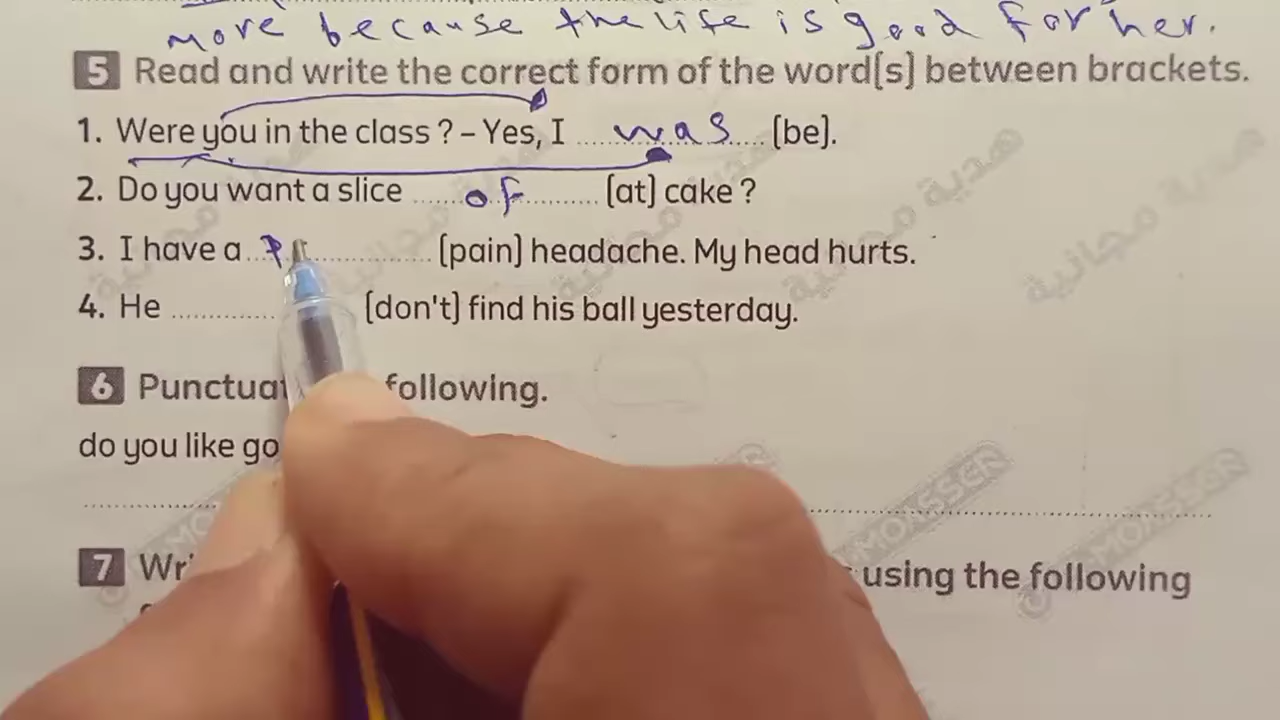 more because the life is good for her.
5 Read and write the correct form of the word(s) between brackets.
1. Were you in the class ? – Yes, I was (be).
2. Do you want a slice of (at) cake ?
3. I have a (pain) headache. My head hurts.
4. He ............ (don't) find his ball yesterday.
6 following.
do you like
7 using the following